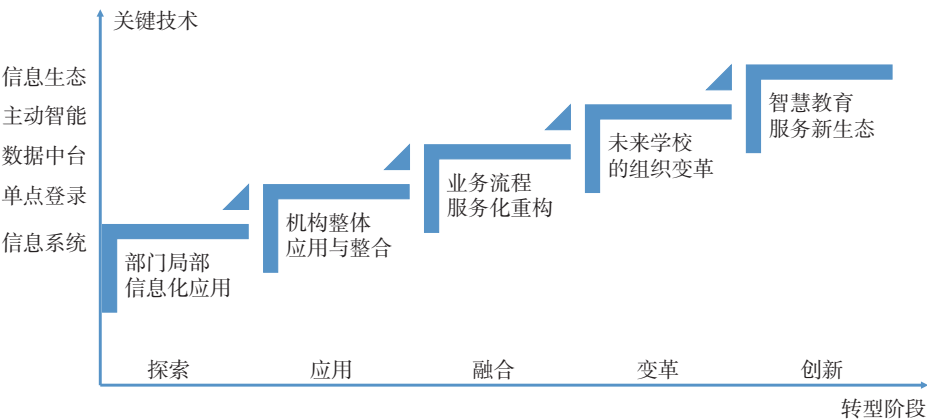 关键技术
信息生态
主动智能
数据中台
单点登录
信息系统
智慧教育
服务新生态
未来学校
的组织变革
业务流程
服务化重构
机构整体
应用与整合
部门局部
信息化应用
探索
应用
融合
变革
创新
转型阶段